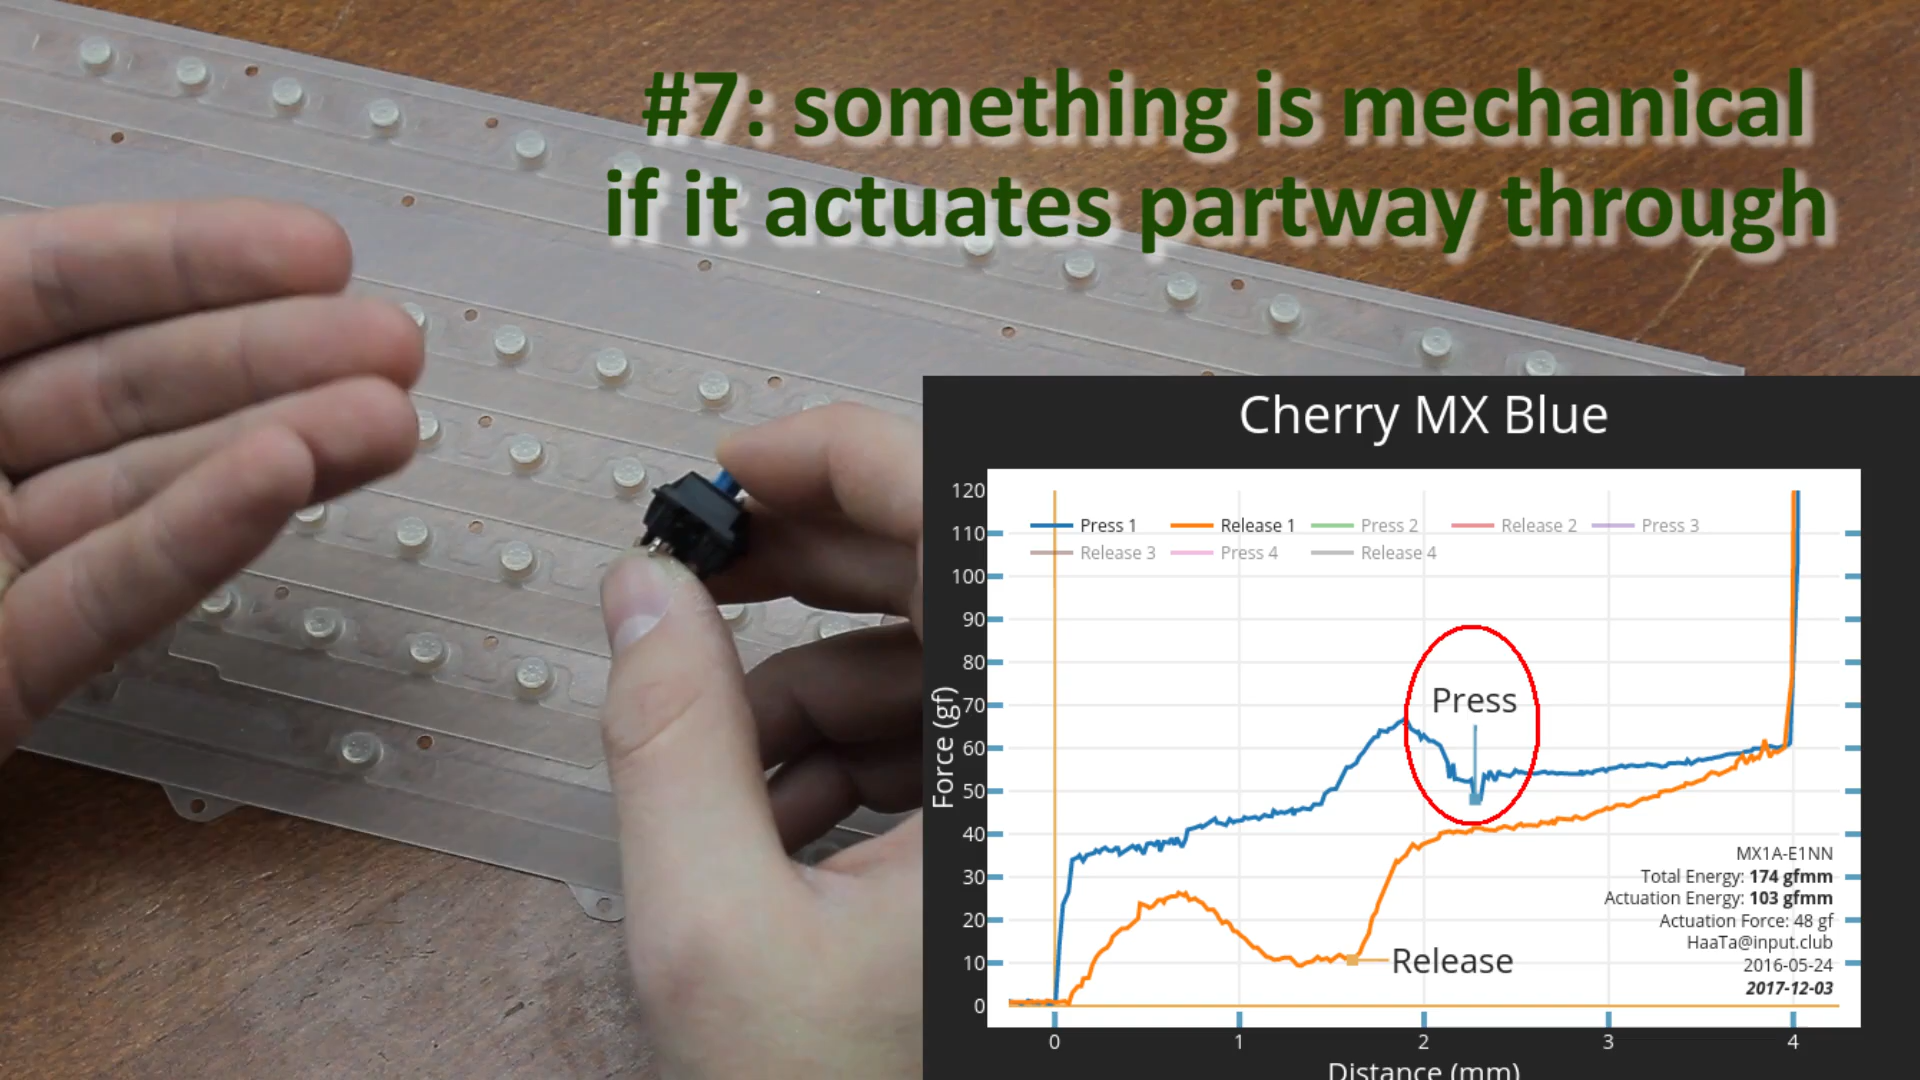 #7: something is mechanical
if it actuates partway through
Cherry MX Blue
Press 1 Release 1 Press 2 Release 2 Press 3
Release 3 Press 4 Release 4
120
110
100
90
80
70
60
50
40
30
20
10
0
Force (gf)
Press
Release
MX1A-E1NN
Total Energy: 174 gfmm
Actuation Energy: 103 gfmm
Actuation Force: 48 gf
HaaTa@input.club
2016-05-24
2017-12-03
0 1 2 3 4
Distance (mm)